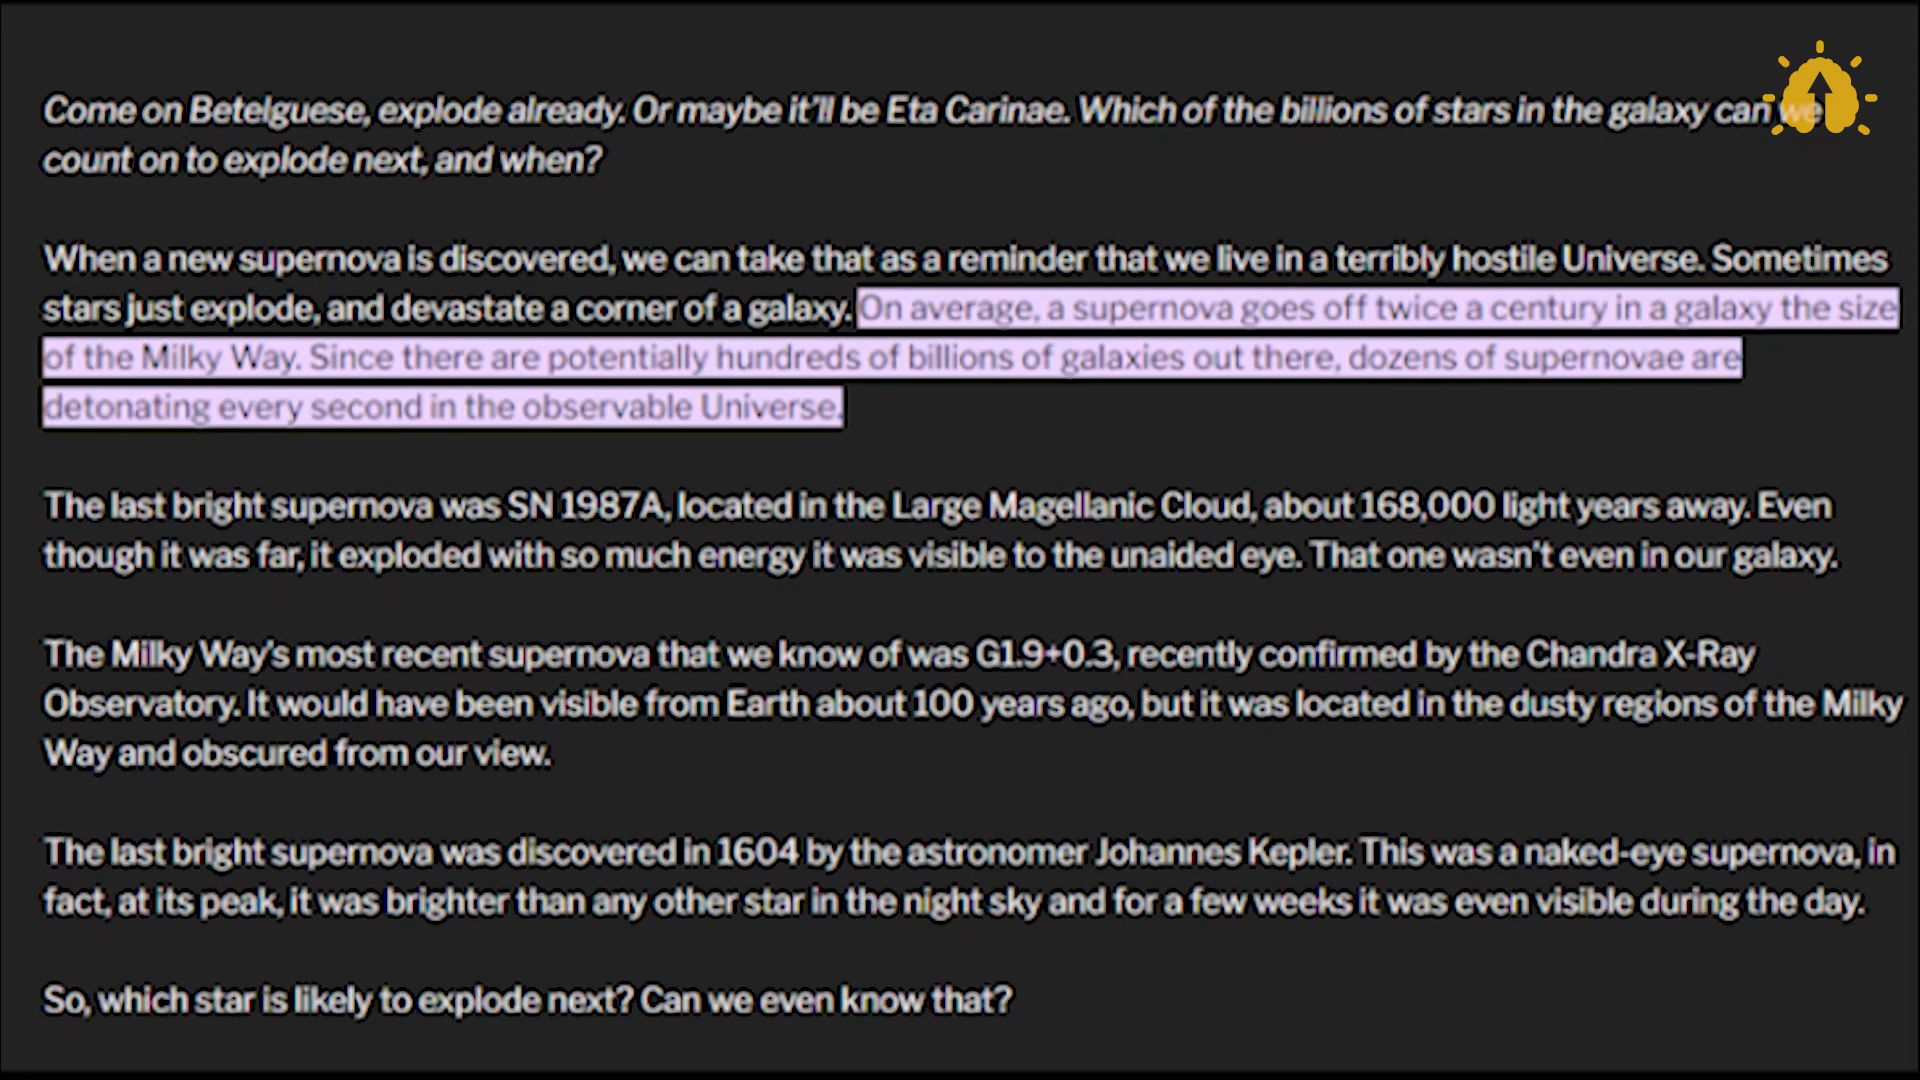 Come on Betelguese, explode already. Or maybe it'll be Eta Carinae. Which of the billions of stars in the galaxy can we
count on to explode next, and when?
When a new supernova is discovered, we can take that as a reminder that we live in a terribly hostile Universe. Sometimes
stars just explode, and devastate a corner of a galaxy. On average, a supernova goes off twice a century in a galaxy the size
of the Milky Way. Since there are potentially hundreds of billions of galaxies out there, dozens of supernovae are
detonating every second in the observable Universe.
The last bright supernova was SN 1987A, located in the Large Magellanic Cloud, about 168,000 light years away. Even
though it was far, it exploded with so much energy it was visible to the unaided eye. That one wasn't even in our galaxy.
The Milky Way's most recent supernova that we know of was G1.9+0.3, recently confirmed by the Chandra X-Ray
Observatory. It would have been visible from Earth about 100 years ago, but it was located in the dusty regions of the Milky
Way and obscured from our view.
The last bright supernova was discovered in 1604 by the astronomer Johannes Kepler. This was a naked-eye supernova, in
fact, at its peak, it was brighter than any other star in the night sky and for a few weeks it was even visible during the day.
So, which star is likely to explode next? Can we even know that?